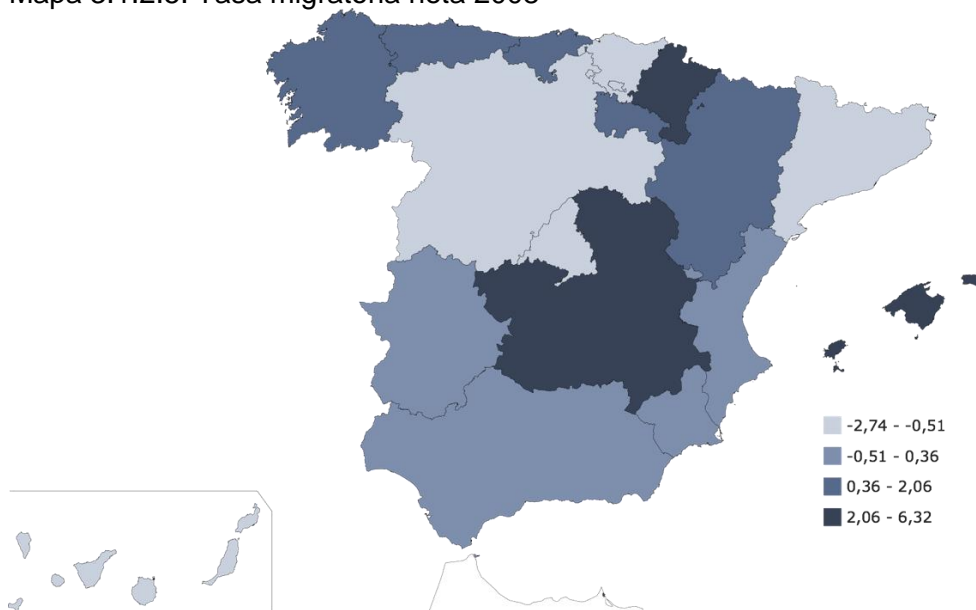 Mapa Tasa migratoria neta
-2,74 - -0,51
-0,51 - 0,36
0,36 - 2,06
2,06 - 6,32